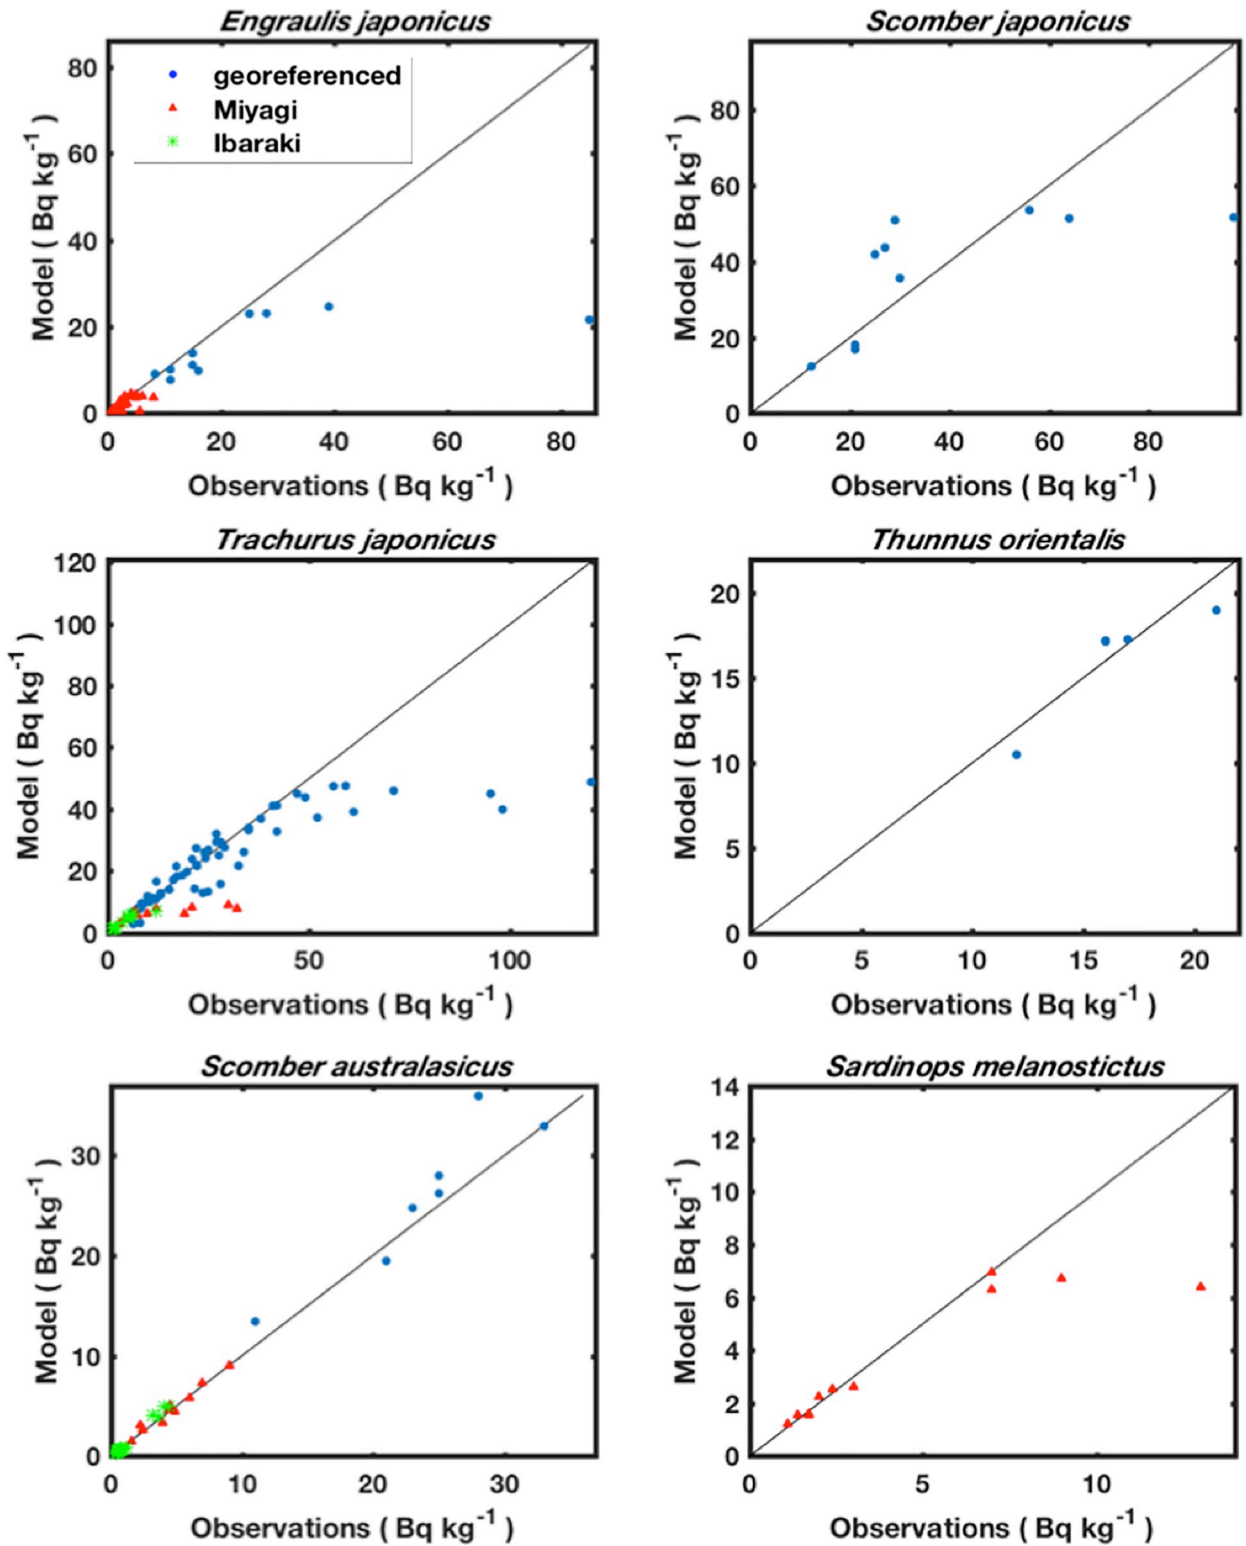 Engraulis japonicus
georeferenced
Miyagi
Ibaraki
80
60
40
20
0
0 20 40 60 80
Model ( Bq kg⁻¹ )
Observations ( Bq kg⁻¹ )
Scomber japonicus
80
60
40
20
0
0 20 40 60 80
Model ( Bq kg⁻¹ )
Observations ( Bq kg⁻¹ )
Trachurus japonicus
120
100
80
60
40
20
0
0 50 100
Model ( Bq kg⁻¹ )
Observations ( Bq kg⁻¹ )
Thunnus orientalis
20
15
10
5
0
0 5 10 15 20
Model ( Bq kg⁻¹ )
Observations ( Bq kg⁻¹ )
Scomber australasicus
30
20
10
0
0 10 20 30
Model ( Bq kg⁻¹ )
Observations ( Bq kg⁻¹ )
Sardinops melanostictus
14
12
10
8
6
4
2
0
0 5 10
Model ( Bq kg⁻¹ )
Observations ( Bq kg⁻¹ )